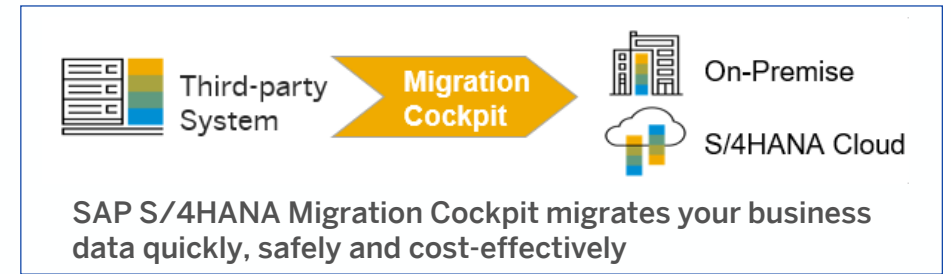 Third-party
System
Migration
Cockpit
On-Premise
S/4HANA Cloud
SAP S/4HANA Migration Cockpit migrates your business
data quickly, safely and cost-effectively